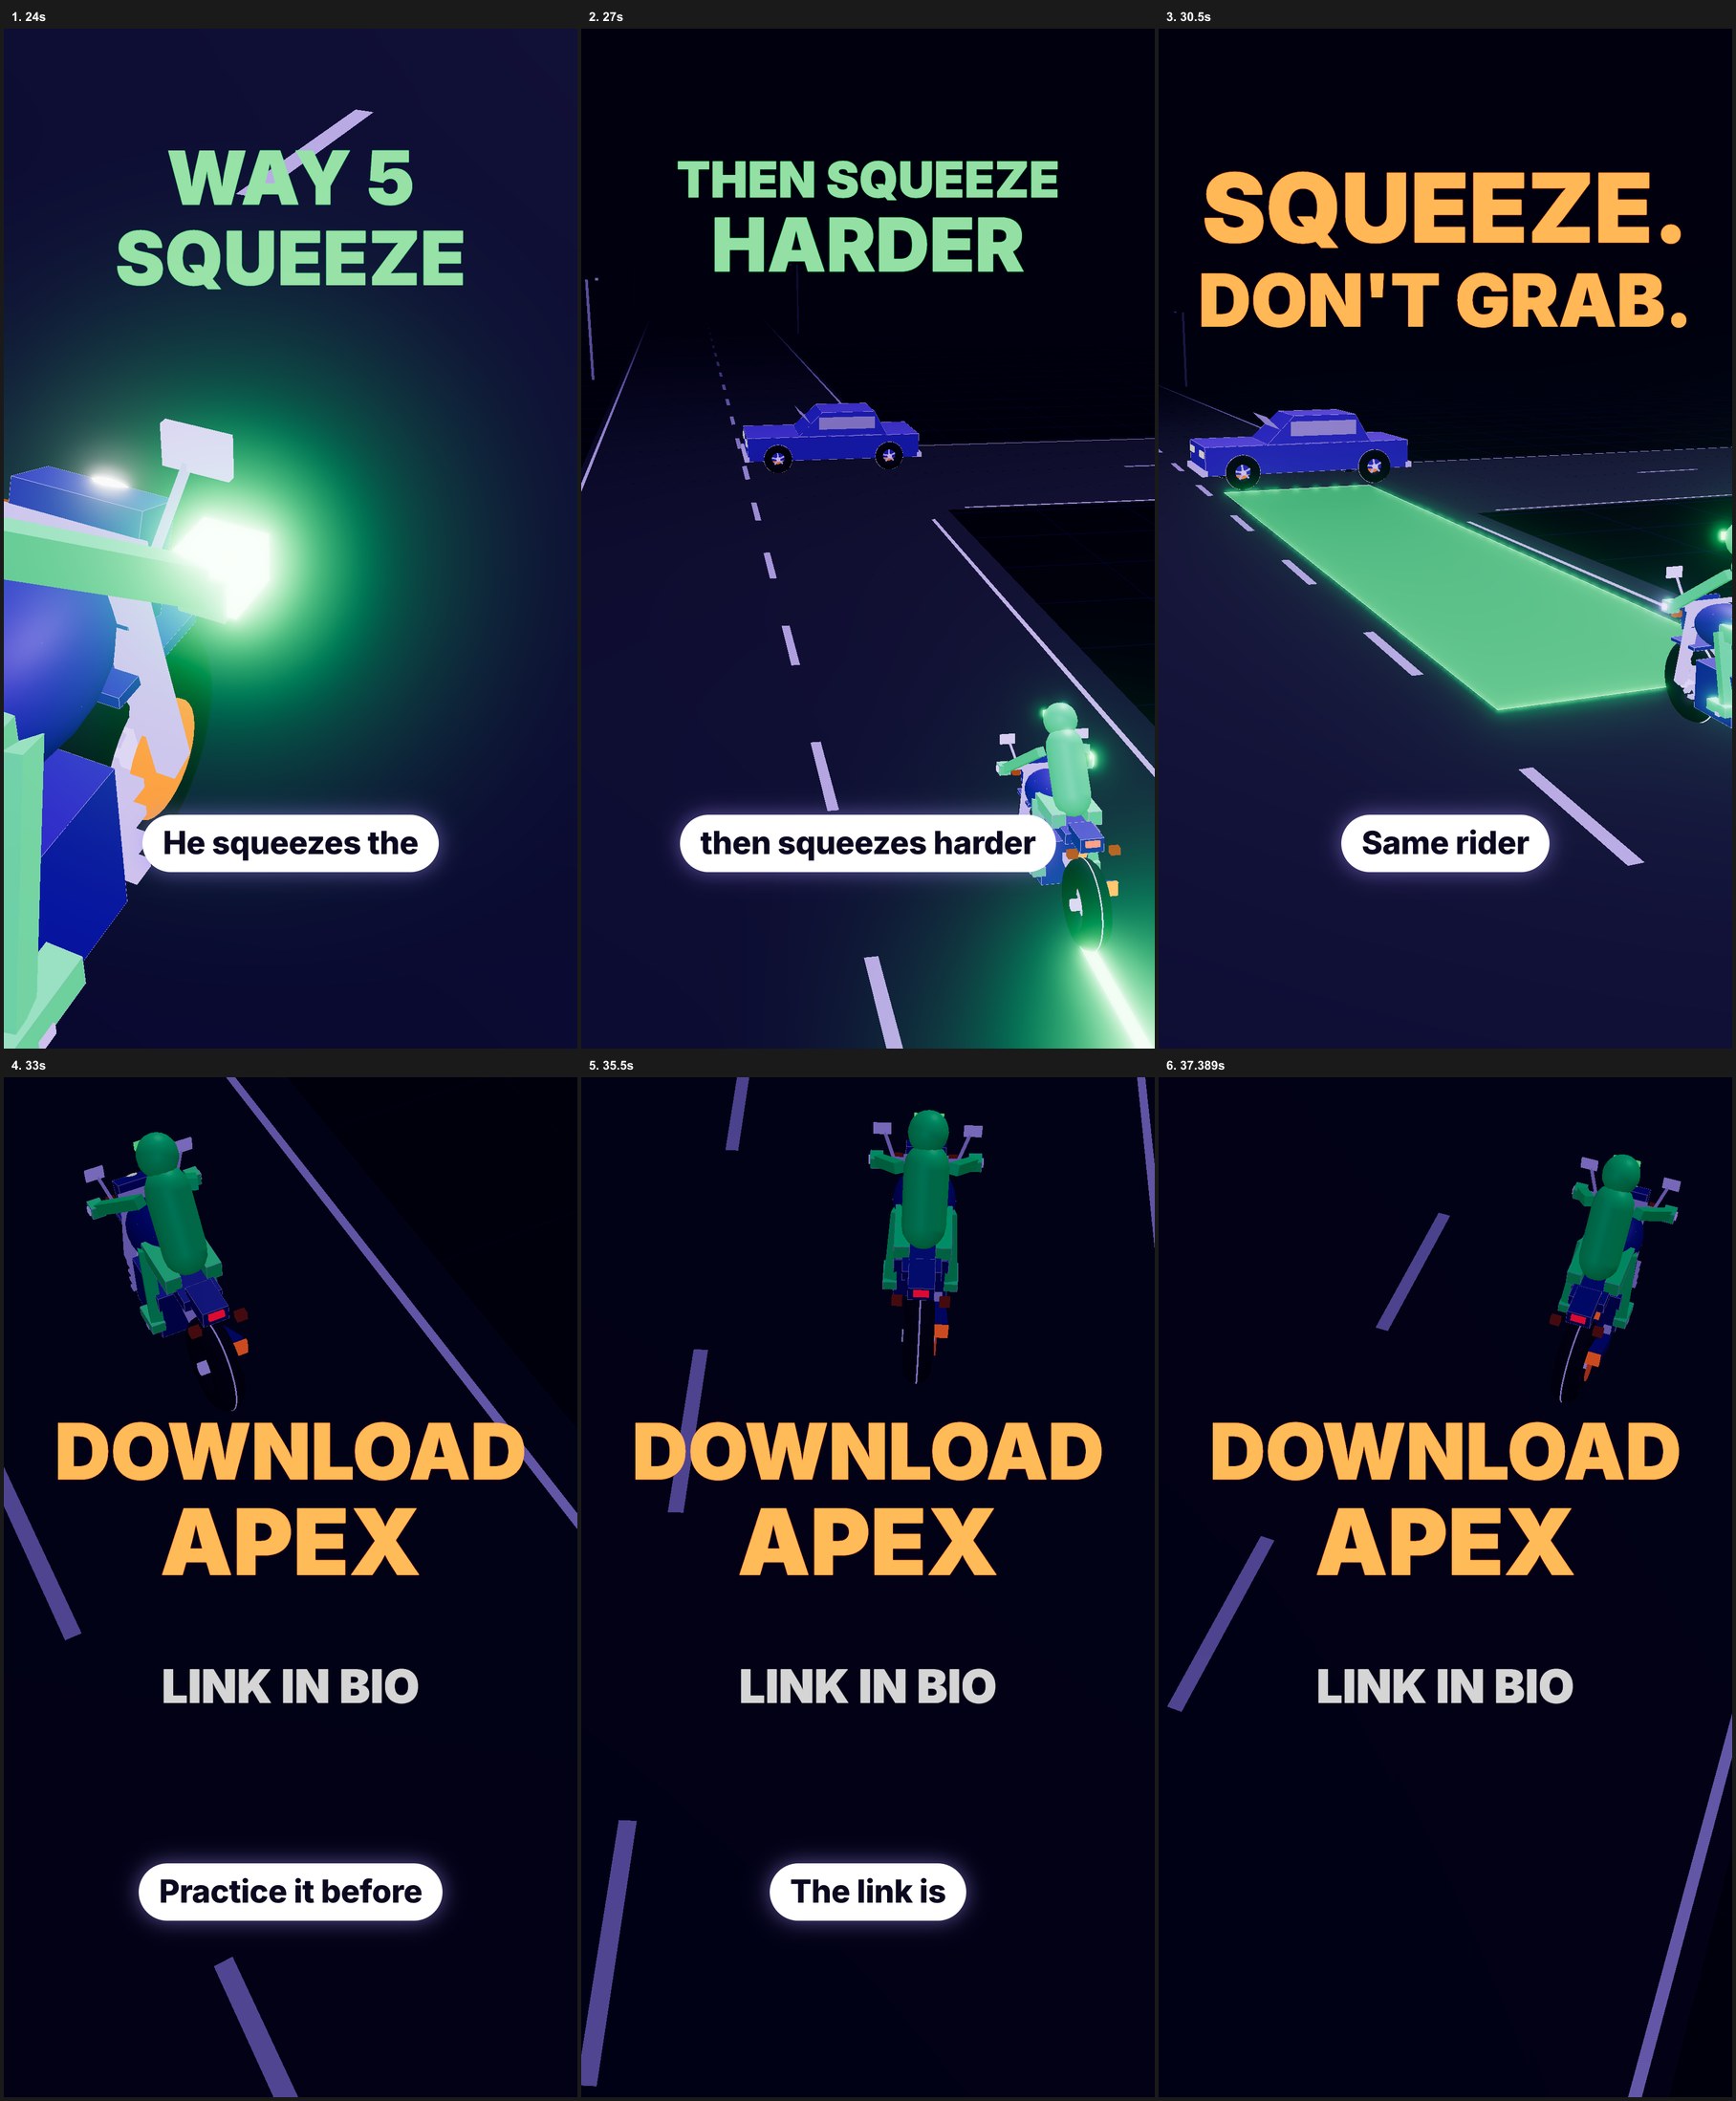 1. 24s
WAY 5
SQUEEZE
He squeezes the
2. 27s
THEN SQUEEZE
HARDER
then squeezes harder
3. 30.5s
SQUEEZE.
DON'T GRAB.
Same rider
4. 33s
DOWNLOAD
APEX
LINK IN BIO
Practice it before
5. 35.5s
DOWNLOAD
APEX
LINK IN BIO
The link is
6. 37.389s
DOWNLOAD
APEX
LINK IN BIO